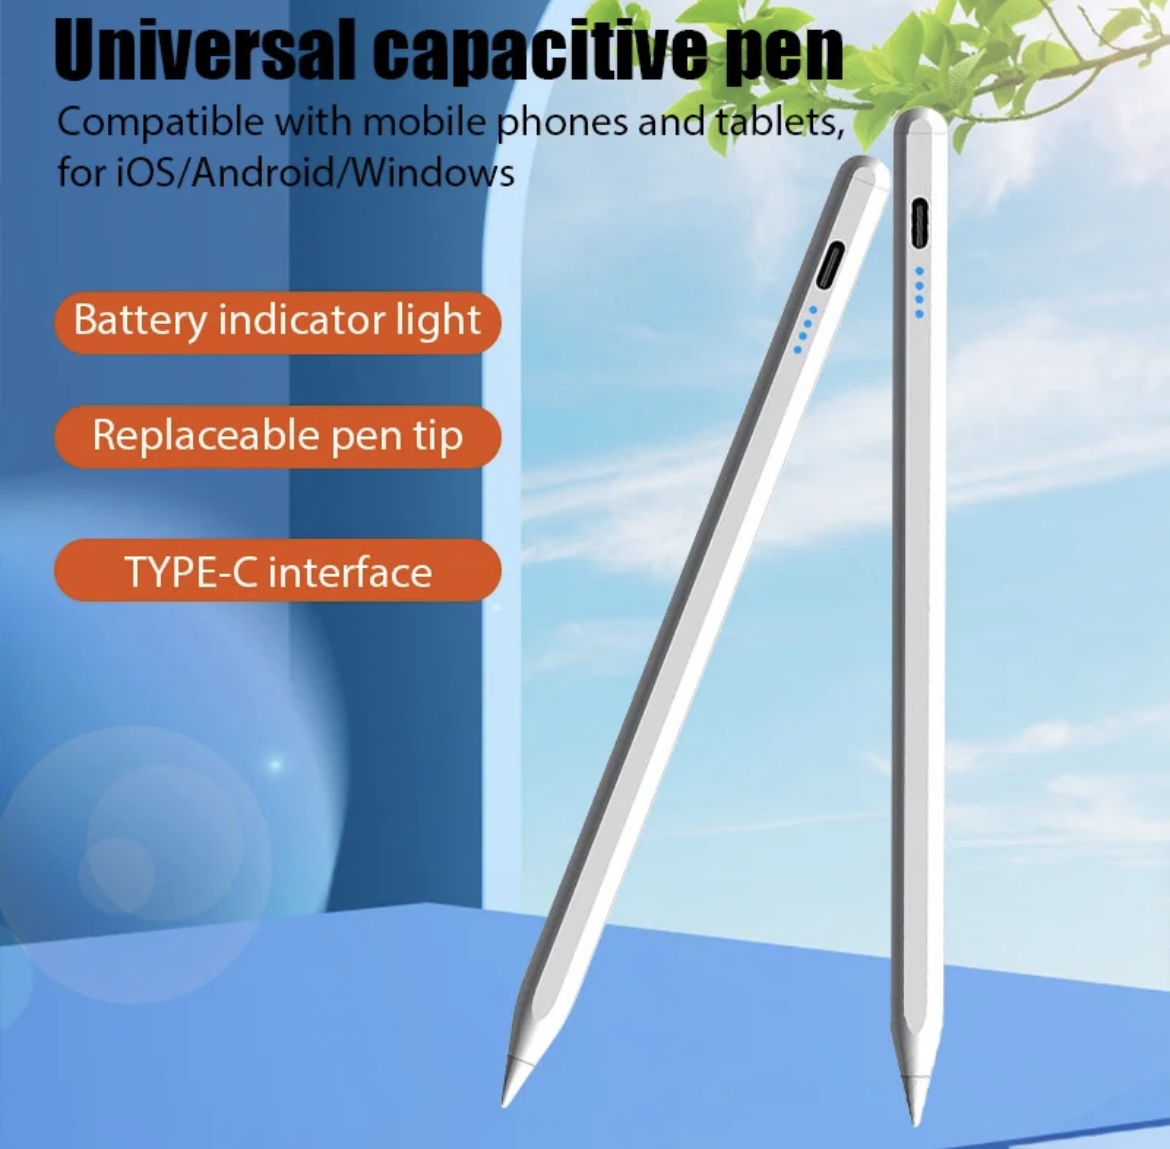 Universal capacitive pen
Compatible with mobile phones and tablets,
for iOS/Android/Windows
Battery indicator light
Replaceable pen tip
TYPE-C interface